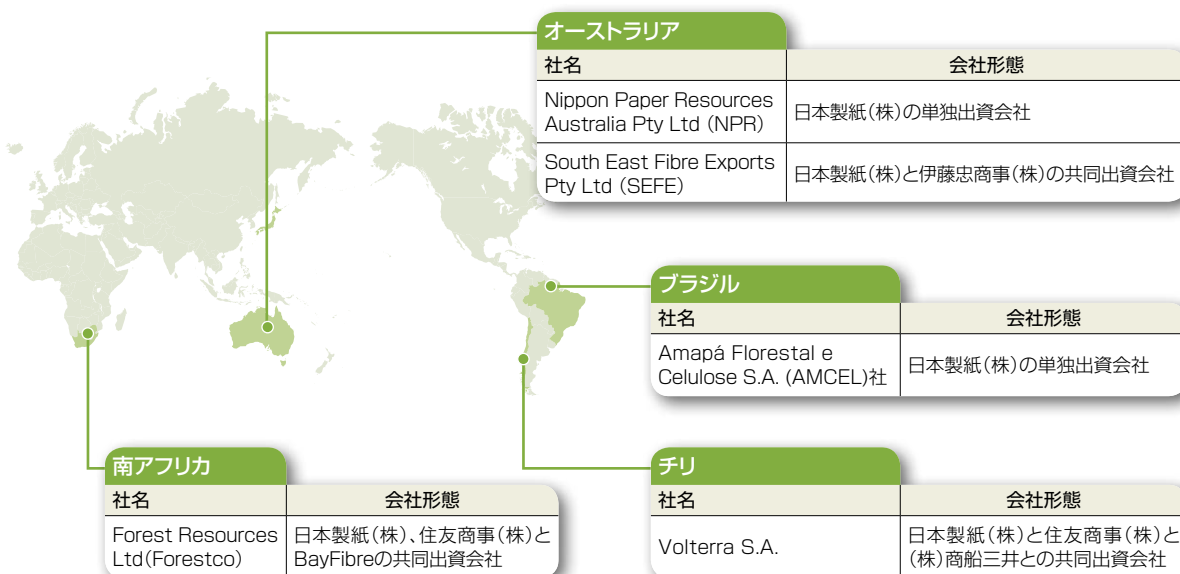 オーストラリア
社名 会社形態
Nippon Paper Resources
Australia Pty Ltd (NPR)
日本製紙(株)の単独出資会社
South East Fibre Exports
Pty Ltd (SEFE)
日本製紙(株)と伊藤忠商事(株)の共同出資会社
ブラジル
社名 会社形態
Amapá Florestal e
Celulose S.A. (AMCEL)社
日本製紙(株)の単独出資会社
南アフリカ
社名 会社形態
Forest Resources
Ltd(Forestco)
日本製紙(株)、住友商事(株)と
BayFibreの共同出資会社
チリ
社名 会社形態
Volterra S.A.
日本製紙(株)と住友商事(株)と
(株)商船三井との共同出資会社